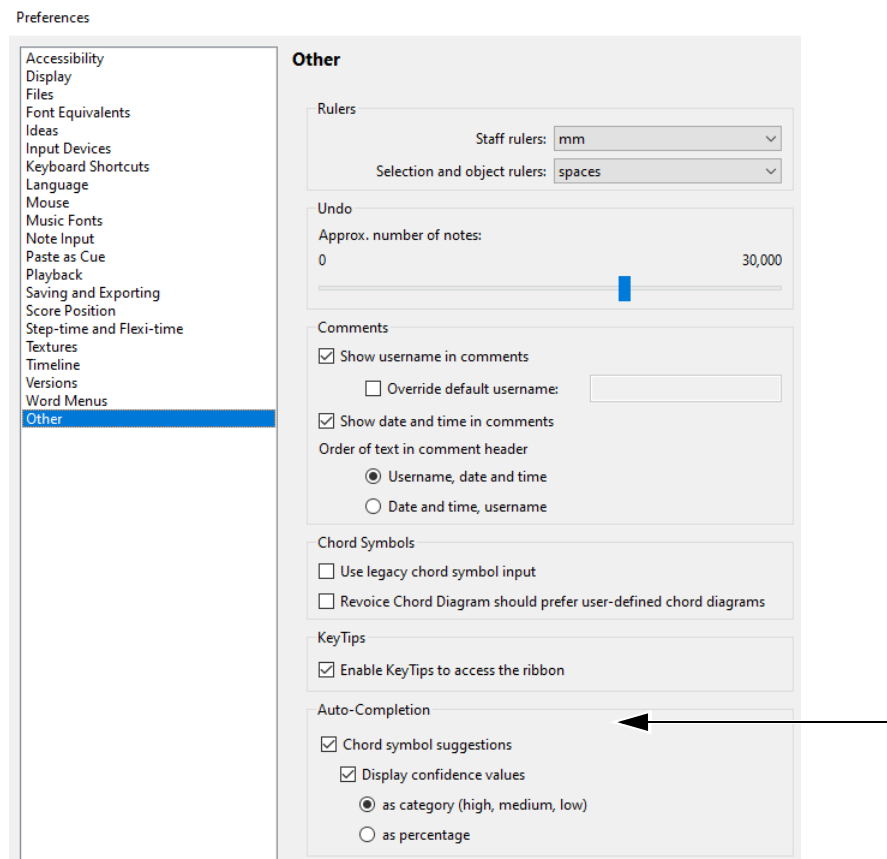 Preferences
Accessibility
Display
Files
Font Equivalents
Ideas
Input Devices
Keyboard Shortcuts
Language
Mouse
Music Fonts
Note Input
Paste as Cue
Playback
Saving and Exporting
Score Position
Step-time and Flexi-time
Textures
Timeline
Versions
Word Menus
Other
Other
Rulers
Staff rulers: mm
Selection and object rulers: spaces
Undo
Approx. number of notes:
0 30,000
Comments
Show username in comments
Override default username:
Show date and time in comments
Order of text in comment header
Username, date and time
Date and time, username
Chord Symbols
Use legacy chord symbol input
Revoice Chord Diagram should prefer user-defined chord diagrams
KeyTips
Enable KeyTips to access the ribbon
Auto-Completion
Chord symbol suggestions
Display confidence values
as category (high, medium, low)
as percentage